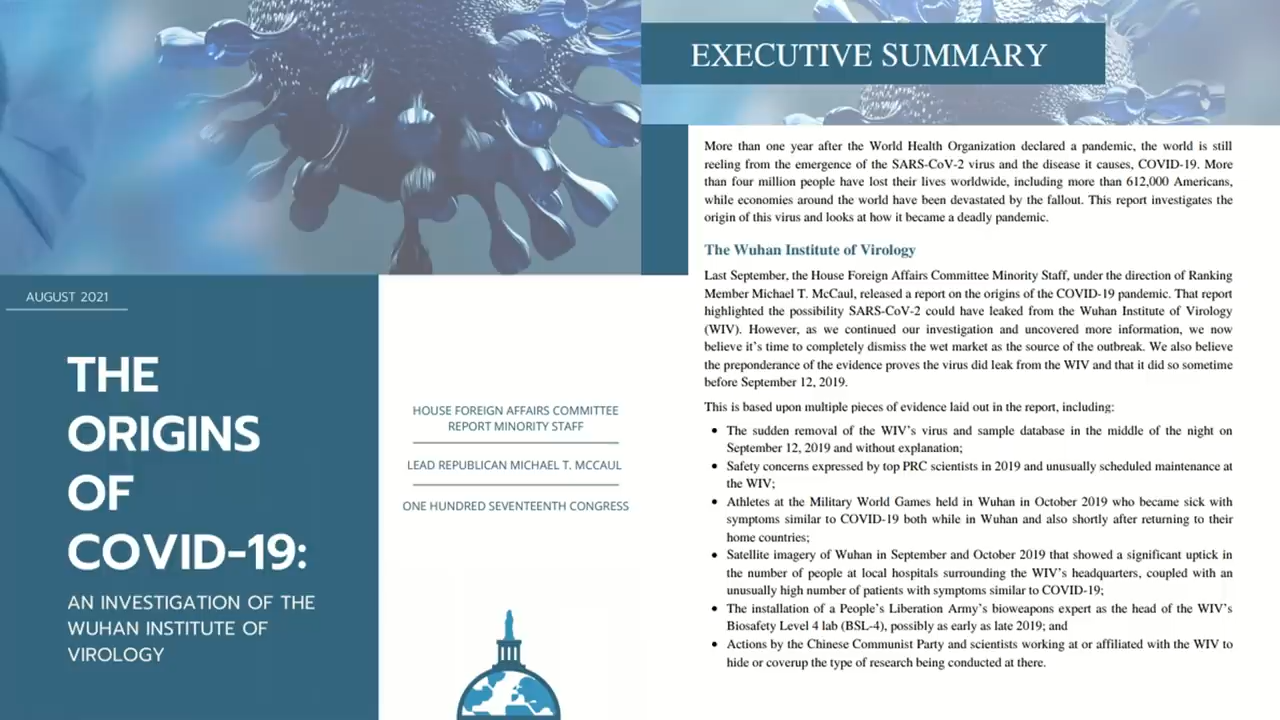 AUGUST 2021
THE
ORIGINS
OF
COVID-19:
AN INVESTIGATION OF THE
WUHAN INSTITUTE OF
VIROLOGY
HOUSE FOREIGN AFFAIRS COMMITTEE
REPORT MINORITY STAFF
LEAD REPUBLICAN MICHAEL T. MCCAUL
ONE HUNDRED SEVENTEENTH CONGRESS
EXECUTIVE SUMMARY
More than one year after the World Health Organization declared a pandemic, the world is still
reeling from the emergence of the SARS-CoV-2 virus and the disease it causes, COVID-19. More
than four million people have lost their lives worldwide, including more than 612,000 Americans,
while economies around the world have been devastated by the fallout. This report investigates the
origin of this virus and looks at how it became a deadly pandemic.
The Wuhan Institute of Virology
Last September, the House Foreign Affairs Committee Minority Staff, under the direction of Ranking
Member Michael T. McCaul, released a report on the origins of the COVID-19 pandemic. That report
highlighted the possibility SARS-CoV-2 could have leaked from the Wuhan Institute of Virology
(WIV). However, as we continued our investigation and uncovered more information, we now
believe it's time to completely dismiss the wet market as the source of the outbreak. We also believe
the preponderance of the evidence proves the virus did leak from the WIV and that it did so sometime
before September 12, 2019.
This is based upon multiple pieces of evidence laid out in the report, including:
• The sudden removal of the WIV's virus and sample database in the middle of the night on
September 12, 2019 and without explanation;
• Safety concerns expressed by top PRC scientists in 2019 and unusually scheduled maintenance at
the WIV;
• Athletes at the Military World Games held in Wuhan in October 2019 who became sick with
symptoms similar to COVID-19 both while in Wuhan and also shortly after returning to their
home countries;
• Satellite imagery of Wuhan in September and October 2019 that showed a significant uptick in
the number of people at local hospitals surrounding the WIV's headquarters, coupled with an
unusually high number of patients with symptoms similar to COVID-19;
• The installation of a People's Liberation Army's bioweapons expert as the head of the WIV's
Biosafety Level 4 lab (BSL-4), possibly as early as late 2019; and
• Actions by the Chinese Communist Party and scientists working at or affiliated with the WIV to
hide or coverup the type of research being conducted at there.